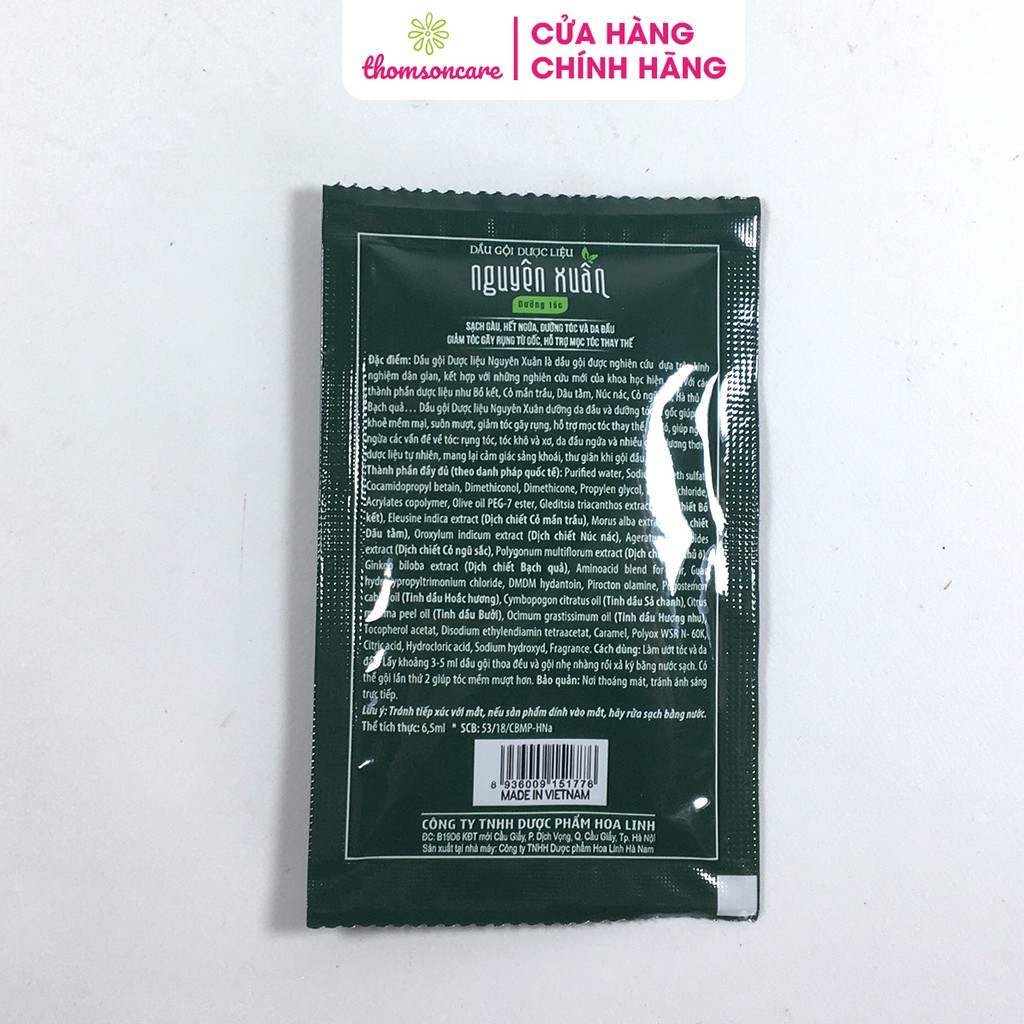 thomsoncare
CỬA HÀNG
CHÍNH HÃNG
DẦU GỘI DƯỢC LIỆU
nguyên xuân
Dưỡng tóc
SẠCH GÀU, HẾT NGỨA, DƯỠNG TÓC VÀ DA ĐẦU
GIẢM TÓC GÃY RỤNG TỪ GỐC, HỖ TRỢ MỌC TÓC THAY THẾ
Đặc điểm: Dầu gội Dược liệu Nguyên Xuân là dầu gội được nghiên cứu dựa kinh
nghiệm dân gian, kết hợp với những nghiên cứu mới của khoa học hiện Với
thành phần dược liệu như Bồ kết, Cỏ mần trầu, Dâu tằm, Núc nác, Cỏ Hà thủ
Bạch quả... Dầu gội Dược liệu Nguyên Xuân dưỡng da đầu và dưỡng gốc giúp
khoẻ mềm mại, suôn mượt, giảm tóc gãy rụng, hỗ trợ mọc tóc thay giúp
ngừa các vấn đề về tóc: rụng tóc, tóc khô và xơ, da đầu ngứa và nhiều
dược liệu tự nhiên, mang lại cảm giác sảng khoái, thư giãn khi gội đầu
Thành phần đầy đủ (theo danh pháp quốc tế): Purified water, sulfat
Cocamidopropyl betain, Dimethiconol, Dimethicone, Propylen glycol, chloride,
Acrylates copolymer, Olive oil PEG-7 ester, Gleditsia triacanthos extract Bồ
kết), Eleusine indica extract (Dịch chiết Cỏ mần trầu), Morus alba chiết
Dâu tằm), Oroxylum indicum extract (Dịch chiết Núc nác),
extract (Dịch chiết Cỏ ngũ sắc), Polygonum multiflorum extract
Ginkgo biloba extract (Dịch chiết Bạch quả), Aminoacid blend
chloride, DMDM hydantoin, Pirocton olamine,
oil (Tinh dầu Hoắc hương), Cymbopogon citratus oil (Tinh dầu Sả chanh), Citrus
peel oil (Tinh dầu Bưởi), Ocimum grastissimum oil (Tinh dầu Hương nhu),
Tocopherol acetat, Disodium ethylendiamin tetraacetat, Caramel, Polyox WSR N- 60K,
Citric acid, Hydrocloric acid, Sodium hydroxyd, Fragrance. Cách dùng: Làm ướt tóc và da
Lấy khoảng 3-5 ml dầu gội thoa đều và gội nhẹ nhàng rồi xả kỹ bằng nước sạch. Có
thể gội lần thứ 2 giúp tóc mềm mượt hơn. Bảo quản: Nơi thoáng mát, tránh ánh sáng
trực tiếp.
Lưu ý: Tránh tiếp xúc với mắt, nếu sản phẩm dính vào mắt, hãy rửa sạch bằng nước.
Thể tích thực: 6,5ml * SCB: 53/18/CBMP-HNa
8 936009 151776
MADE IN VIETNAM
CÔNG TY TNHH DƯỢC PHẨM HOA LINH
ĐC: B19D6 KĐT mới Cầu Giấy, P. Dịch Vọng, Q. Cầu Giấy, Tp. Hà Nội
Sản xuất tại nhà máy: Công ty TNHH Dược phẩm Hoa Linh Hà Nam